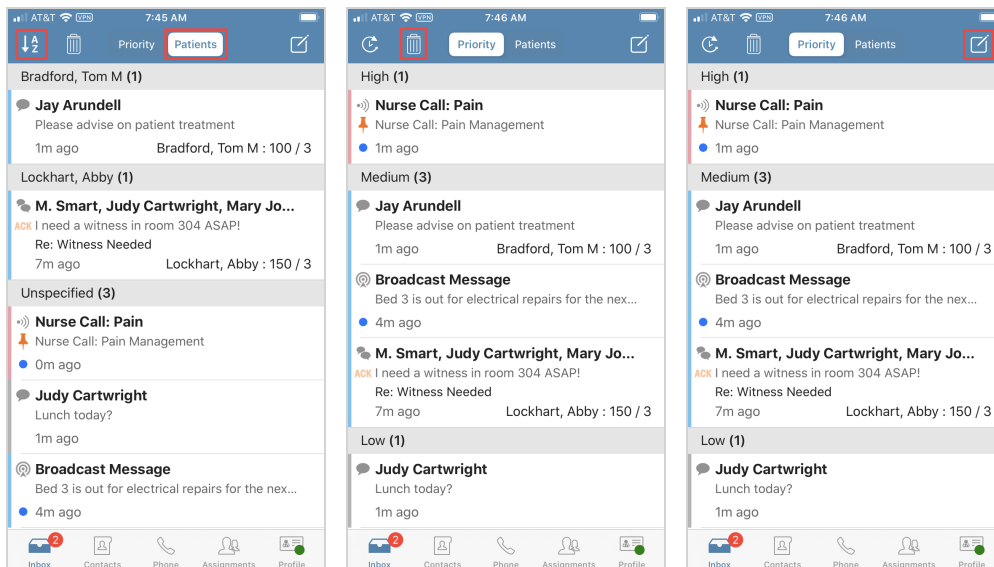 AT&T VPN 7:45 AM
A Z Priority Patients
Bradford, Tom M (1)
Jay Arundell
Please advise on patient treatment
1m ago Bradford, Tom M : 100 / 3
Lockhart, Abby (1)
M. Smart, Judy Cartwright, Mary Jo...
ACK I need a witness in room 304 ASAP!
Re: Witness Needed
7m ago Lockhart, Abby : 150 / 3
Unspecified (3)
Nurse Call: Pain
Nurse Call: Pain Management
0m ago
Judy Cartwright
Lunch today?
1m ago
Broadcast Message
Bed 3 is out for electrical repairs for the nex...
4m ago
2
Inbox Contacts Phone Assignments Profile
AT&T VPN 7:46 AM
Priority Patients
High (1)
Nurse Call: Pain
Nurse Call: Pain Management
1m ago
Medium (3)
Jay Arundell
Please advise on patient treatment
1m ago Bradford, Tom M : 100 / 3
Broadcast Message
Bed 3 is out for electrical repairs for the nex...
4m ago
M. Smart, Judy Cartwright, Mary Jo...
ACK I need a witness in room 304 ASAP!
Re: Witness Needed
7m ago Lockhart, Abby : 150 / 3
Low (1)
Judy Cartwright
Lunch today?
1m ago
2
Inbox Contacts Phone Assignments Profile
AT&T VPN 7:46 AM
Priority Patients
High (1)
Nurse Call: Pain
Nurse Call: Pain Management
1m ago
Medium (3)
Jay Arundell
Please advise on patient treatment
1m ago Bradford, Tom M : 100 / 3
Broadcast Message
Bed 3 is out for electrical repairs for the nex...
4m ago
M. Smart, Judy Cartwright, Mary Jo...
ACK I need a witness in room 304 ASAP!
Re: Witness Needed
7m ago Lockhart, Abby : 150 / 3
Low (1)
Judy Cartwright
Lunch today?
1m ago
2
Inbox Contacts Phone Assignments Profile